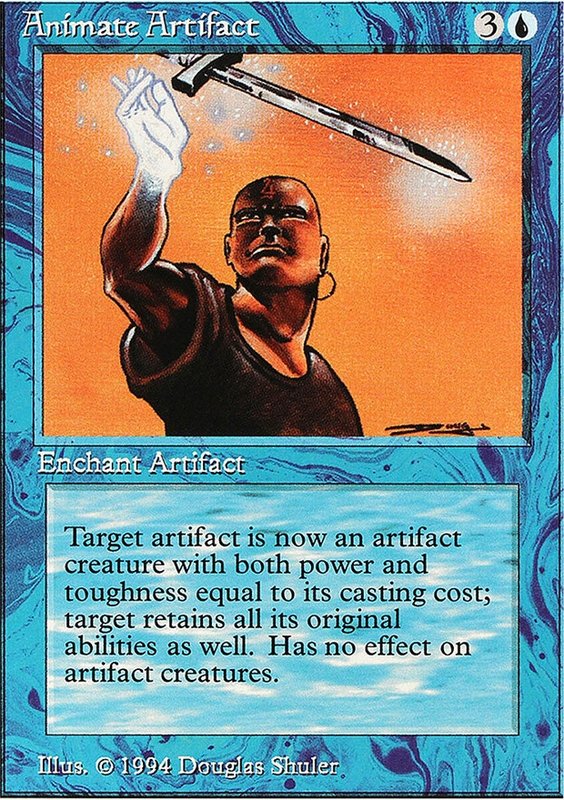 Animate Artifact 3
Enchant Artifact
Target artifact is now an artifact
creature with both power and
toughness equal to its casting cost;
target retains all its original
abilities as well. Has no effect on
artifact creatures.
Illus. © 1994 Douglas Shuler